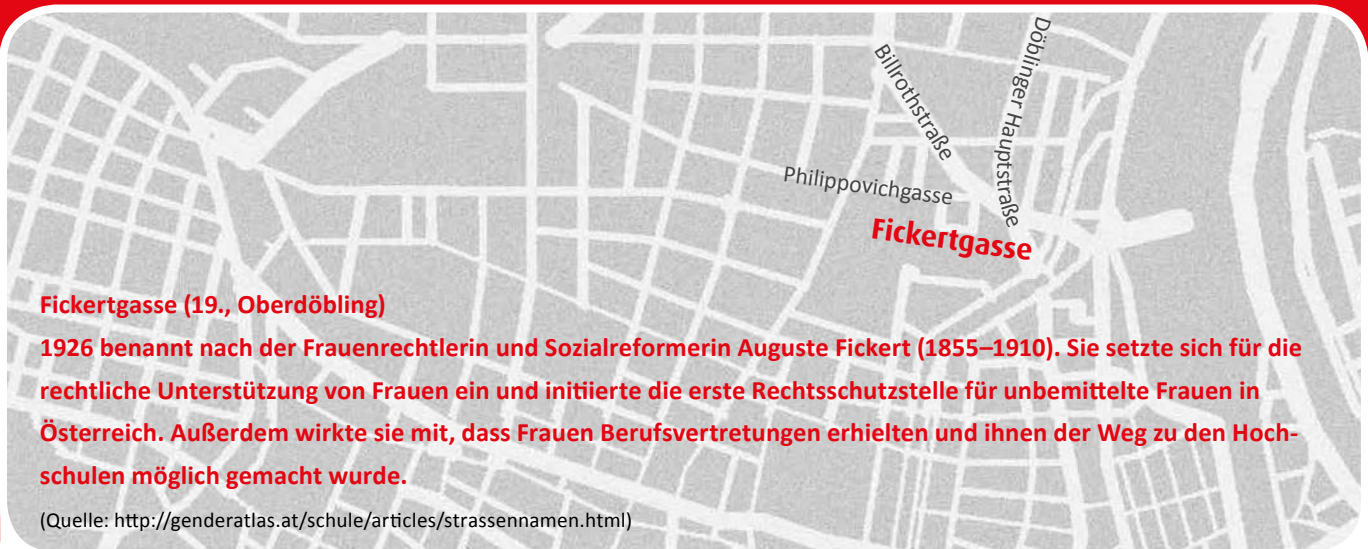 Döblinger Hauptstraße
Billrothstraße
Philippovichgasse
Fickertgasse
Fickertgasse (19., Oberdöbling)
1926 benannt nach der Frauenrechtlerin und Sozialreformerin Auguste Fickert (1855–1910). Sie setzte sich für die
rechtliche Unterstützung von Frauen ein und initiierte die erste Rechtsschutzstelle für unbemittelte Frauen in
Österreich. Außerdem wirkte sie mit, dass Frauen Berufsvertretungen erhielten und ihnen der Weg zu den Hoch-
schulen möglich gemacht wurde.
(Quelle: http://genderatlas.at/schule/articles/strassennamen.html)